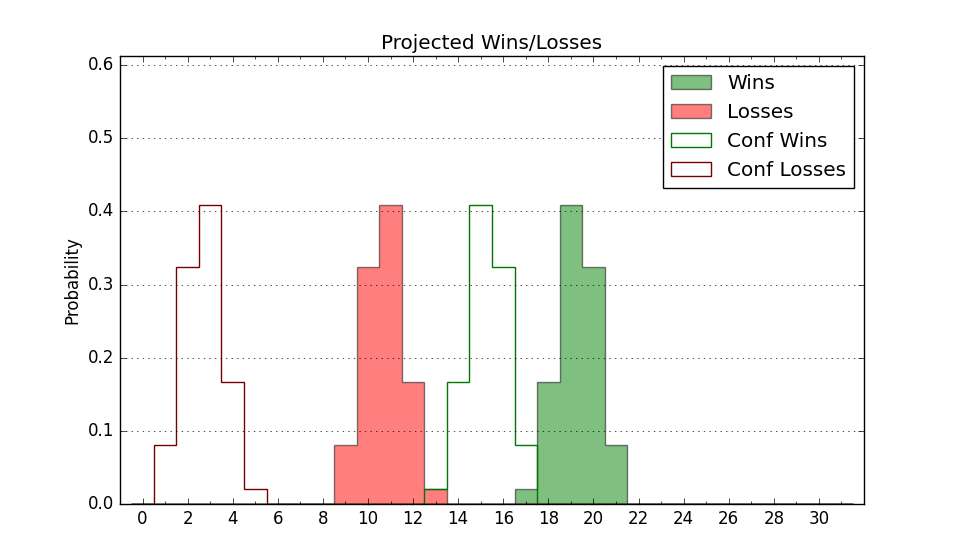 Projected Wins/Losses
0.6
0.5
0.4
0.3
0.2
0.1
0.0
Probability
Wins
Losses
Conf Wins
Conf Losses
0 2 4 6 8 10 12 14 16 18 20 22 24 26 28 30